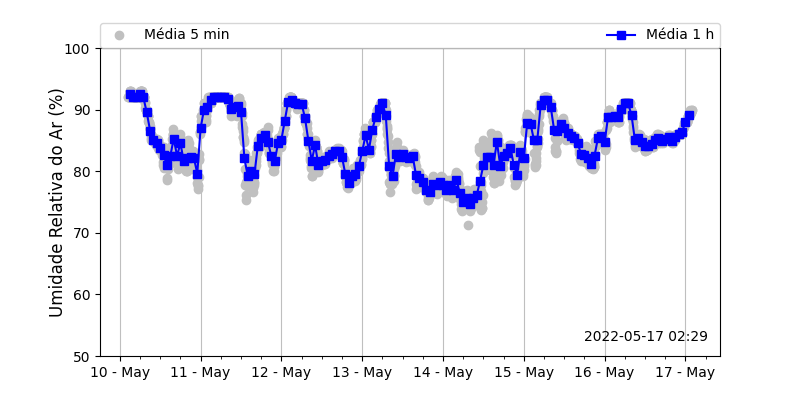 Média 5 min
Média 1 h
Umidade Relativa do Ar (%)
100
90
80
70
60
50
2022-05-17 02:29
10 - May
11 - May
12 - May
13 - May
14 - May
15 - May
16 - May
17 - May